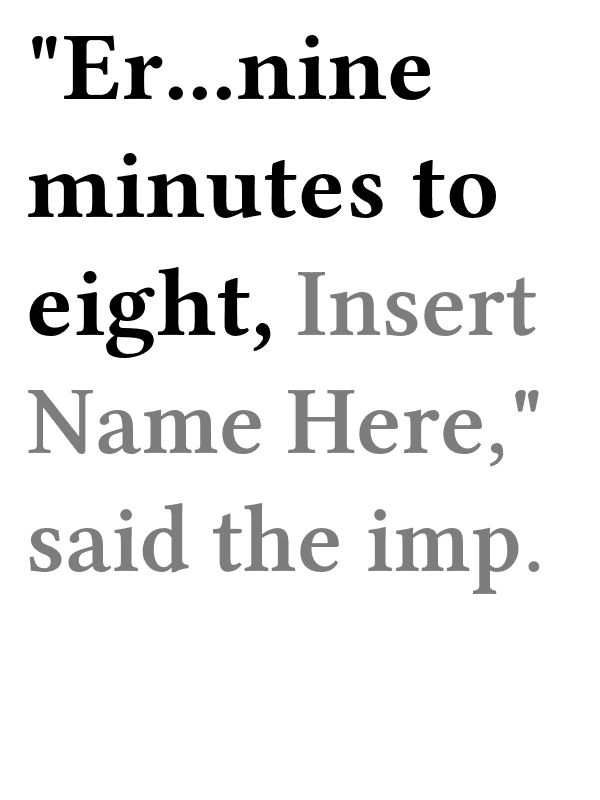 "Er...nine
minutes to
eight, Insert
Name Here,"
said the imp.